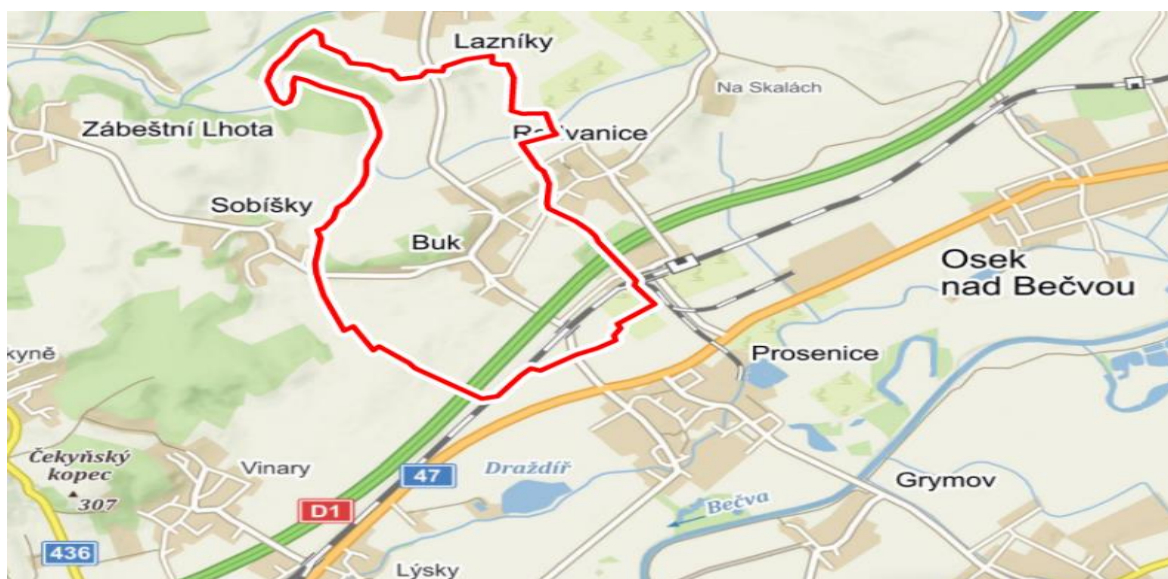 Lazníky
Na Skalách
Zábeštní Lhota
Sobíšky
Buk
Osek
nad Bečvou
Prosenice
kyně
Čekyňský
kopec
307
Vinary
47
Draždíř
D1
Bečva
Grymov
436
Lýsky